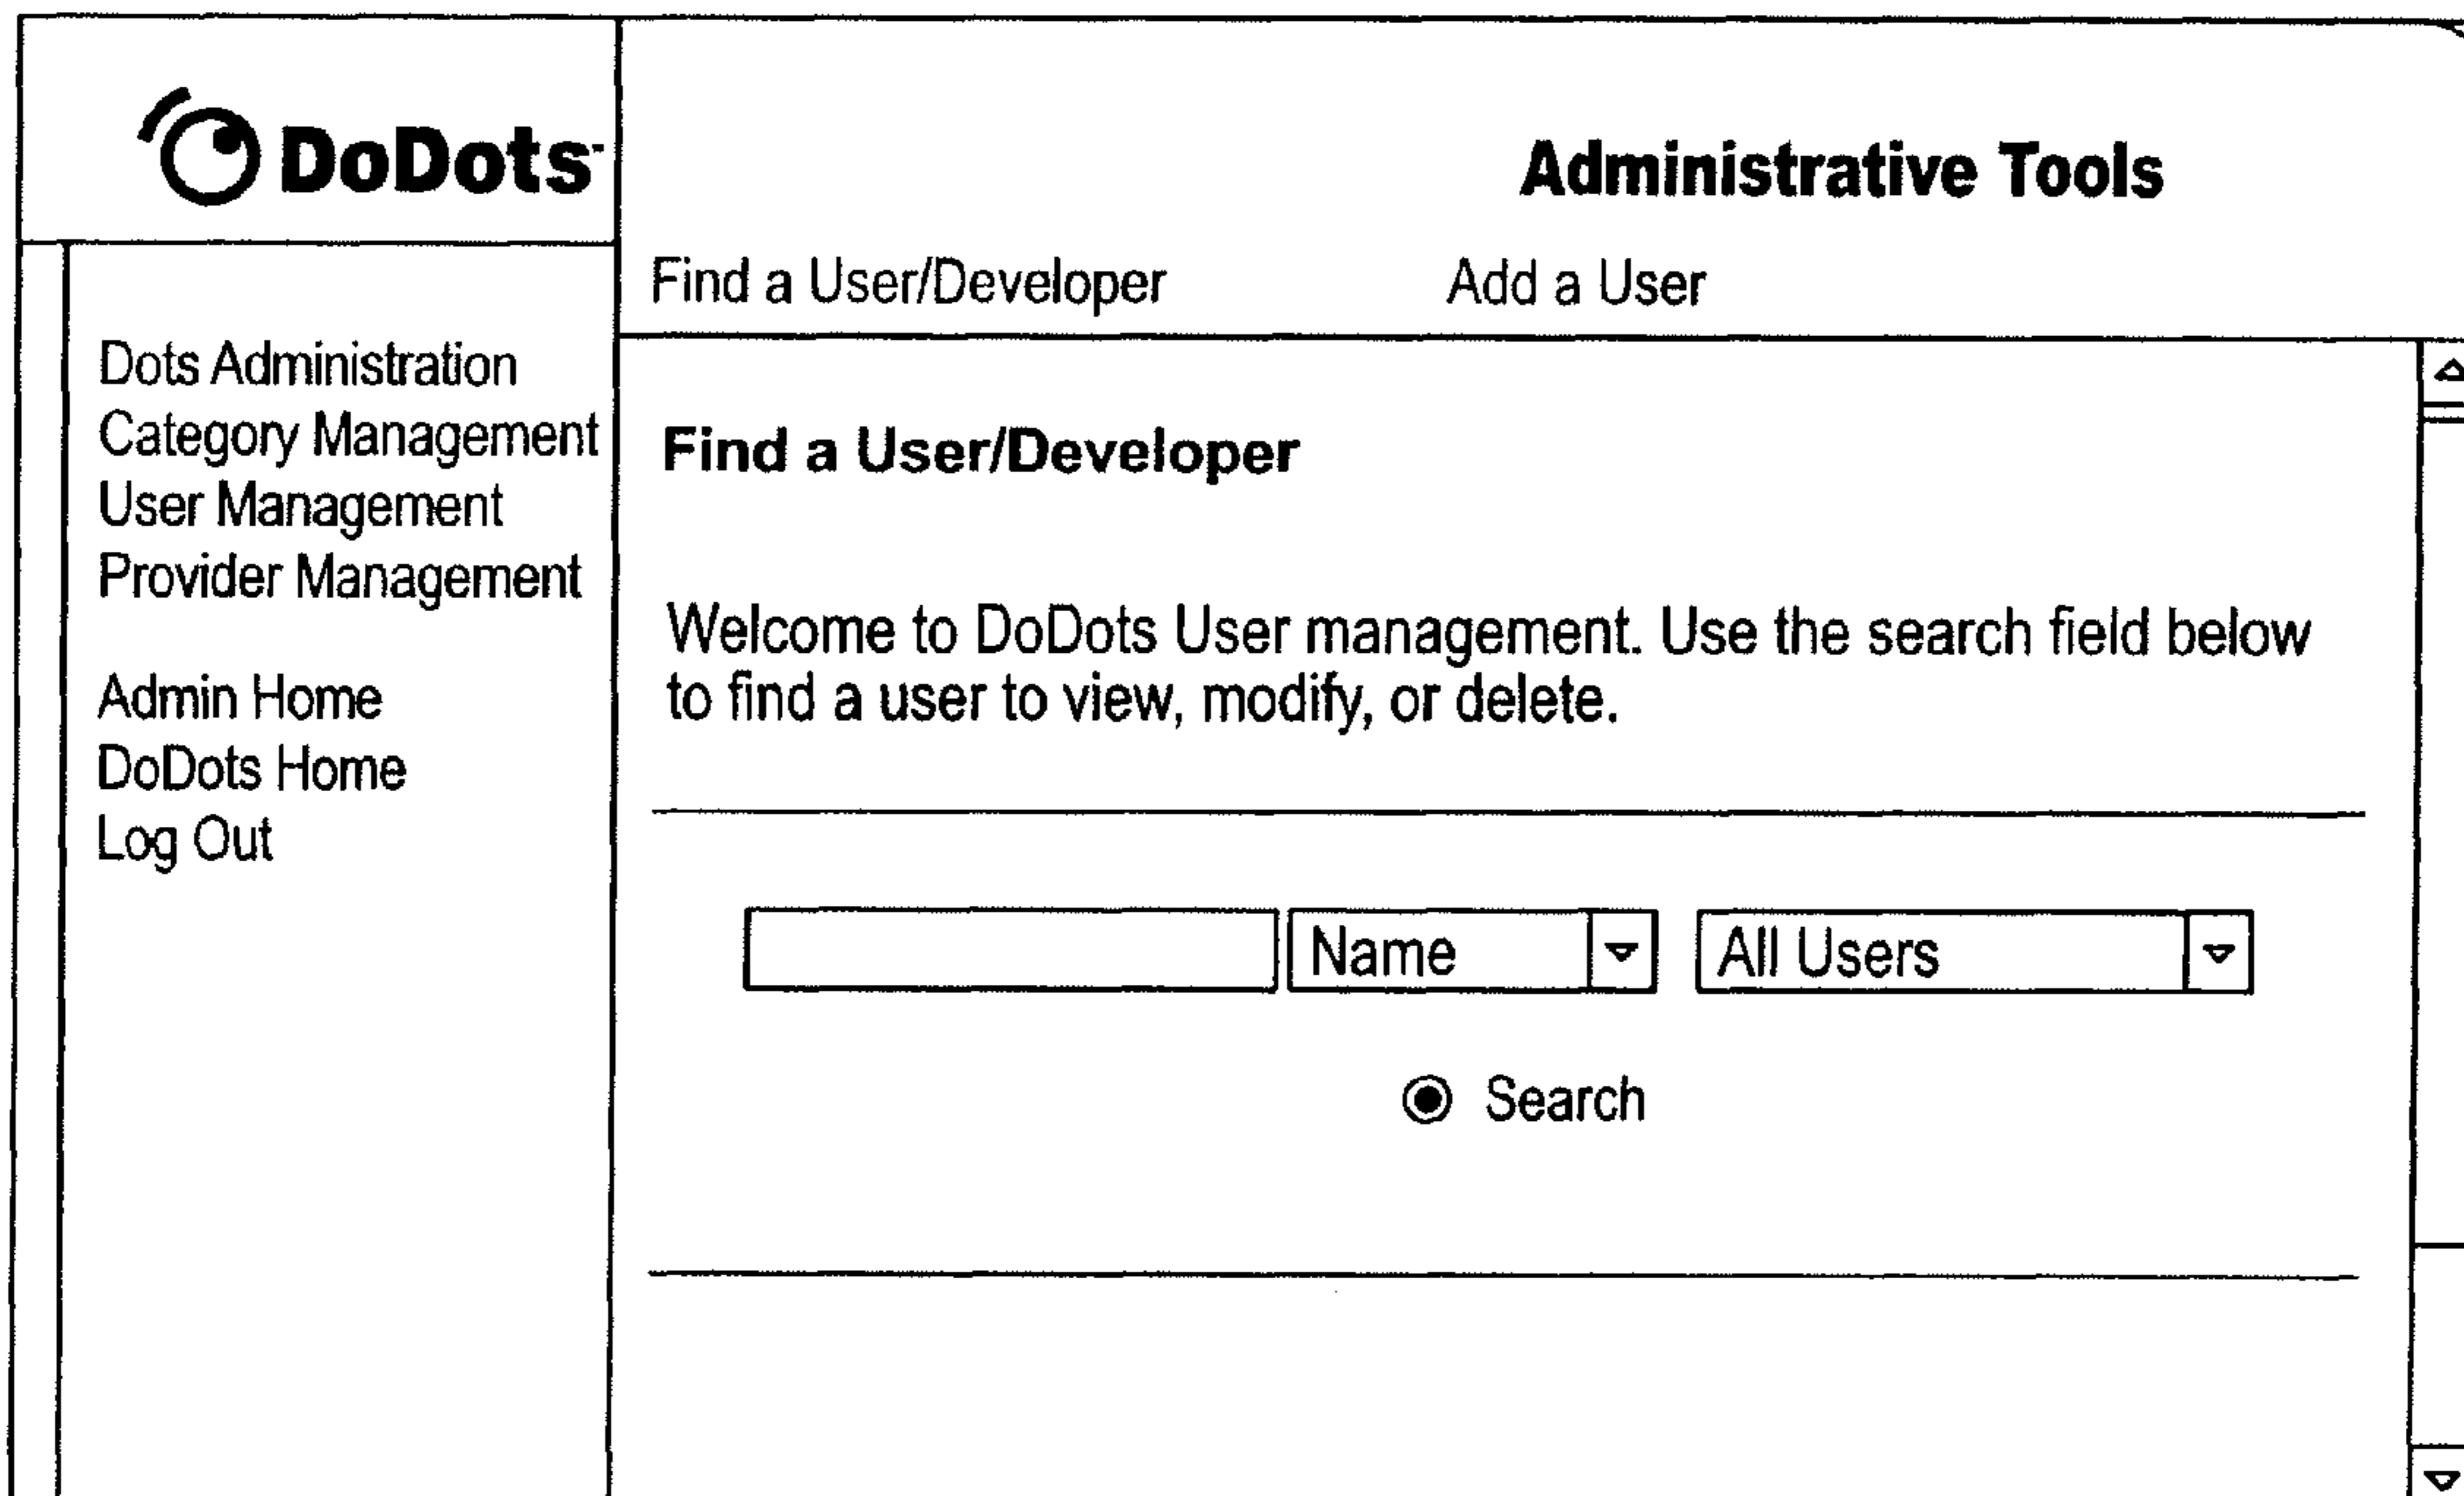 DoDots
Administrative Tools
Find a User/Developer Add a User
Dots Administration
Category Management
User Management
Provider Management
Admin Home
DoDots Home
Log Out
Find a User/Developer
Welcome to DoDots User management. Use the search field below
to find a user to view, modify, or delete.
Name All Users
Search